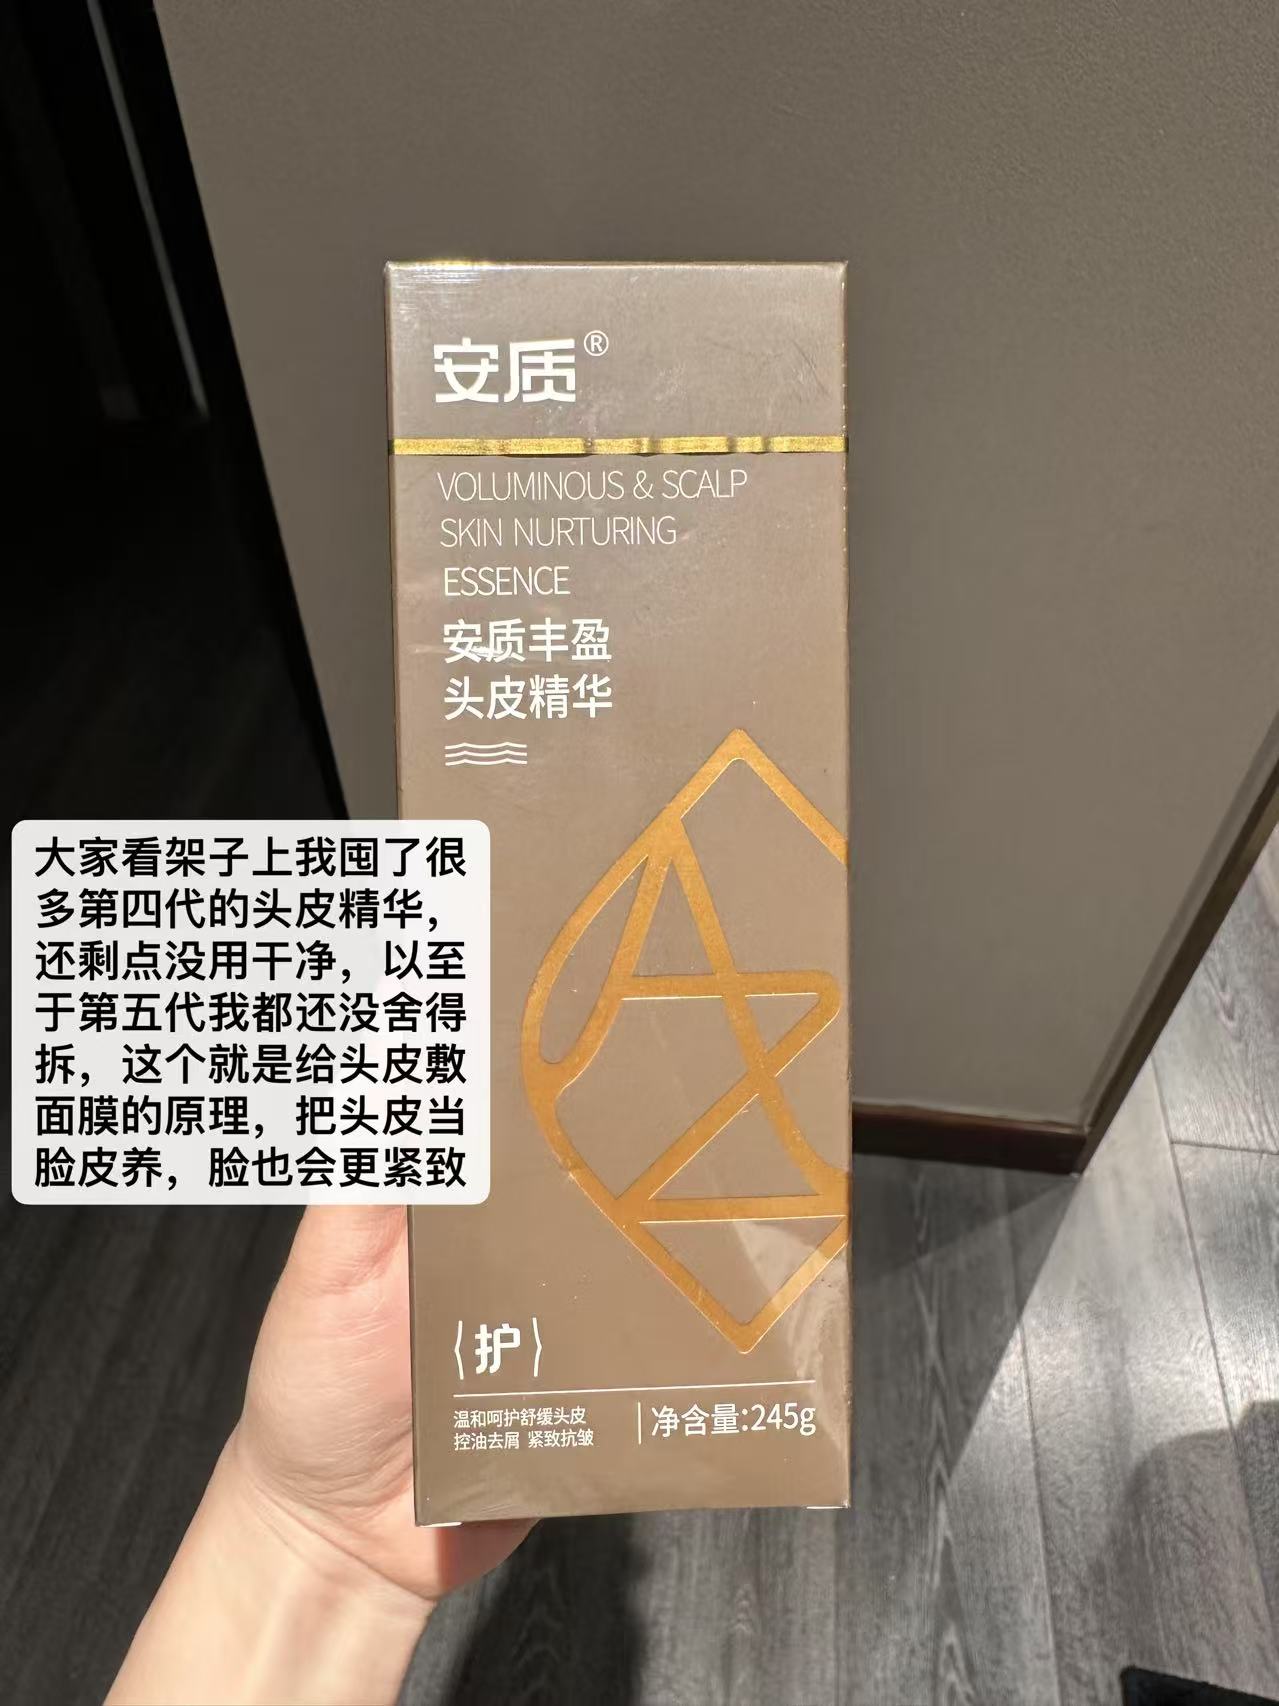 安质®
VOLUMINOUS & SCALP
SKIN NURTURING
ESSENCE
安质丰盈
头皮精华
大家看架子上我囤了很
多第四代的头皮精华，
还剩点没用干净，以至
于第五代我都还没舍得
拆，这个就是给头皮敷
面膜的原理，把头皮当
脸皮养，脸也会更紧致
护
温和呵护舒缓头皮
控油去屑 紧致抗皱
净含量:245g